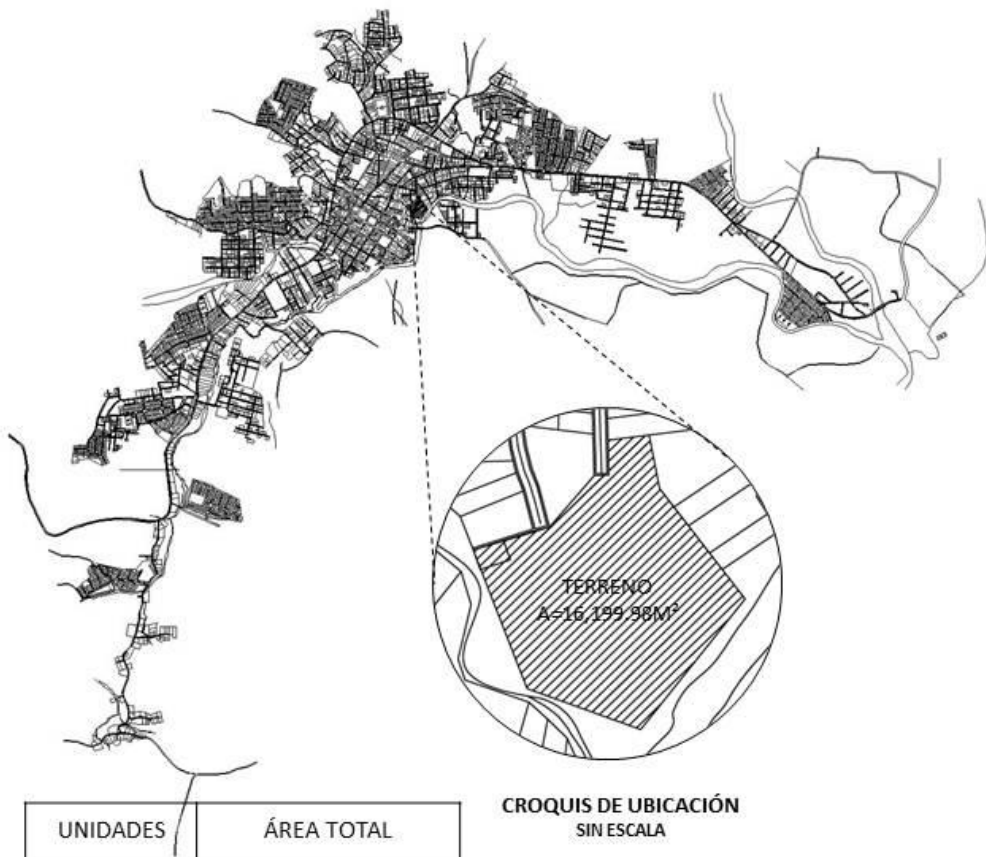 TERRENO
A=16,199.98M²
CROQUIS DE UBICACIÓN
SIN ESCALA
UNIDADES ÁREA TOTAL